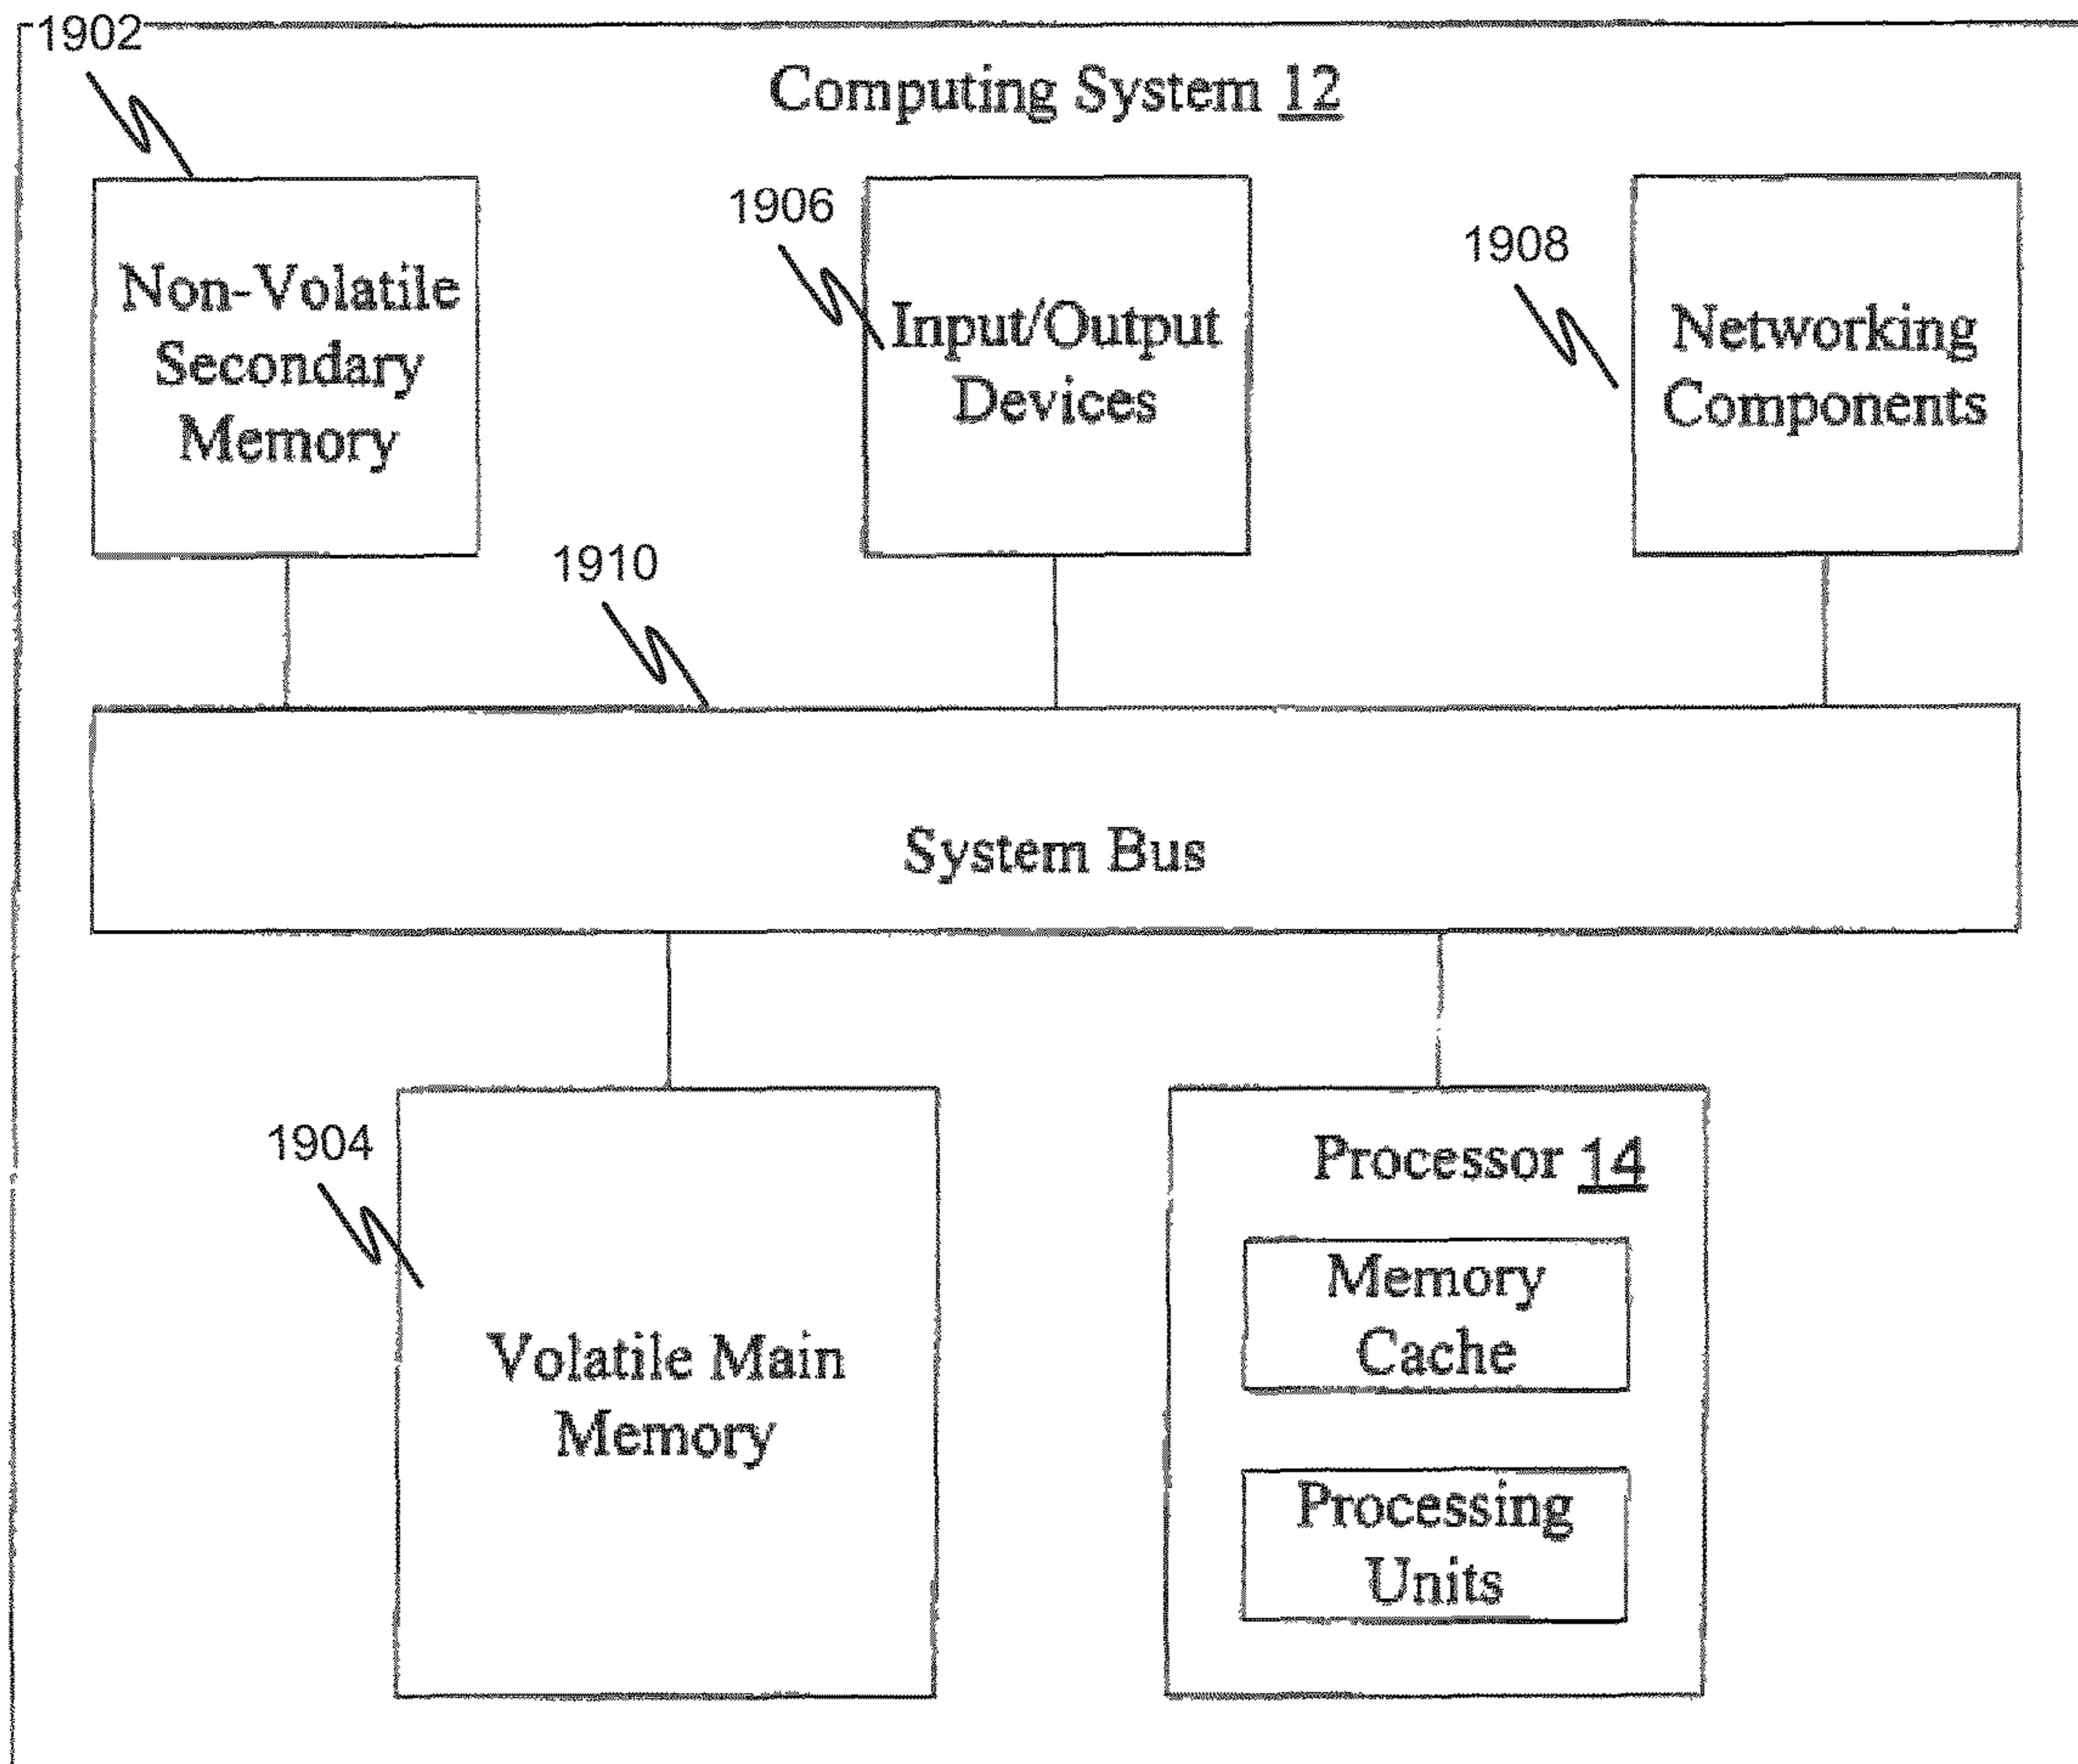 1902
Computing System 12
1906
1908
Non-Volatile
Secondary
Memory
Input/Output
Devices
Networking
Components
1910
System Bus
1904
Volatile Main
Memory
Processor 14
Memory
Cache
Processing
Units